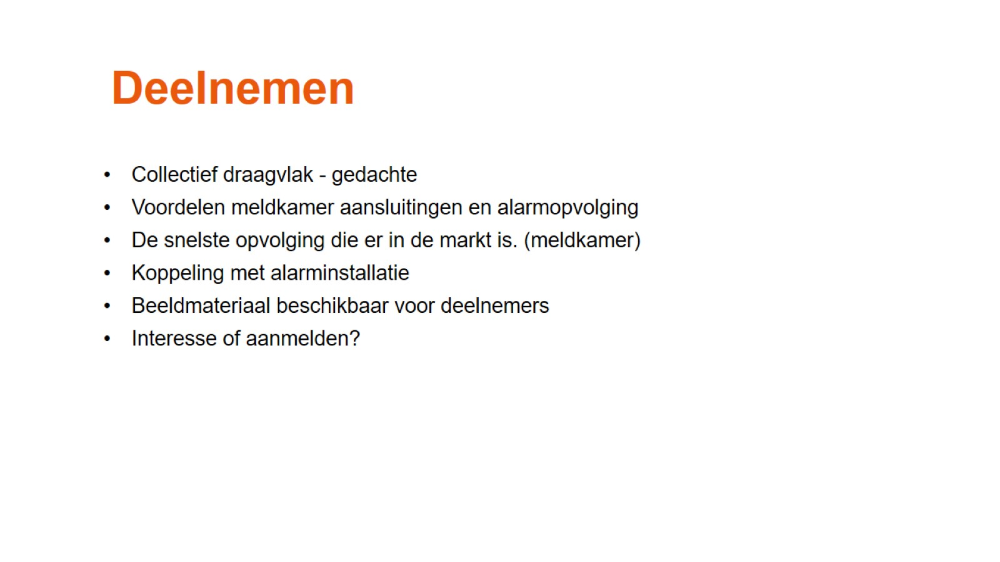 Deelnemen
• Collectief draagvlak - gedachte
• Voordelen meldkamer aansluitingen en alarmopvolging
• De snelste opvolging die er in de markt is. (meldkamer)
• Koppeling met alarminstallatie
• Beeldmateriaal beschikbaar voor deelnemers
• Interesse of aanmelden?